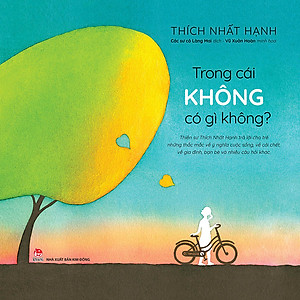 THÍCH NHẤT HẠNH
Các sư cô Làng Mai dịch - Vũ Xuân Hoàn minh họa
Trong cái
KHÔNG
có gì không?
Thiền sư Thích Nhất Hạnh trả lời cho trẻ
những thắc mắc về ý nghĩa cuộc sống, về cái chết,
về gia đình, bạn bè và nhiều câu hỏi khác.
NHÀ XUẤT BẢN KIM ĐỒNG